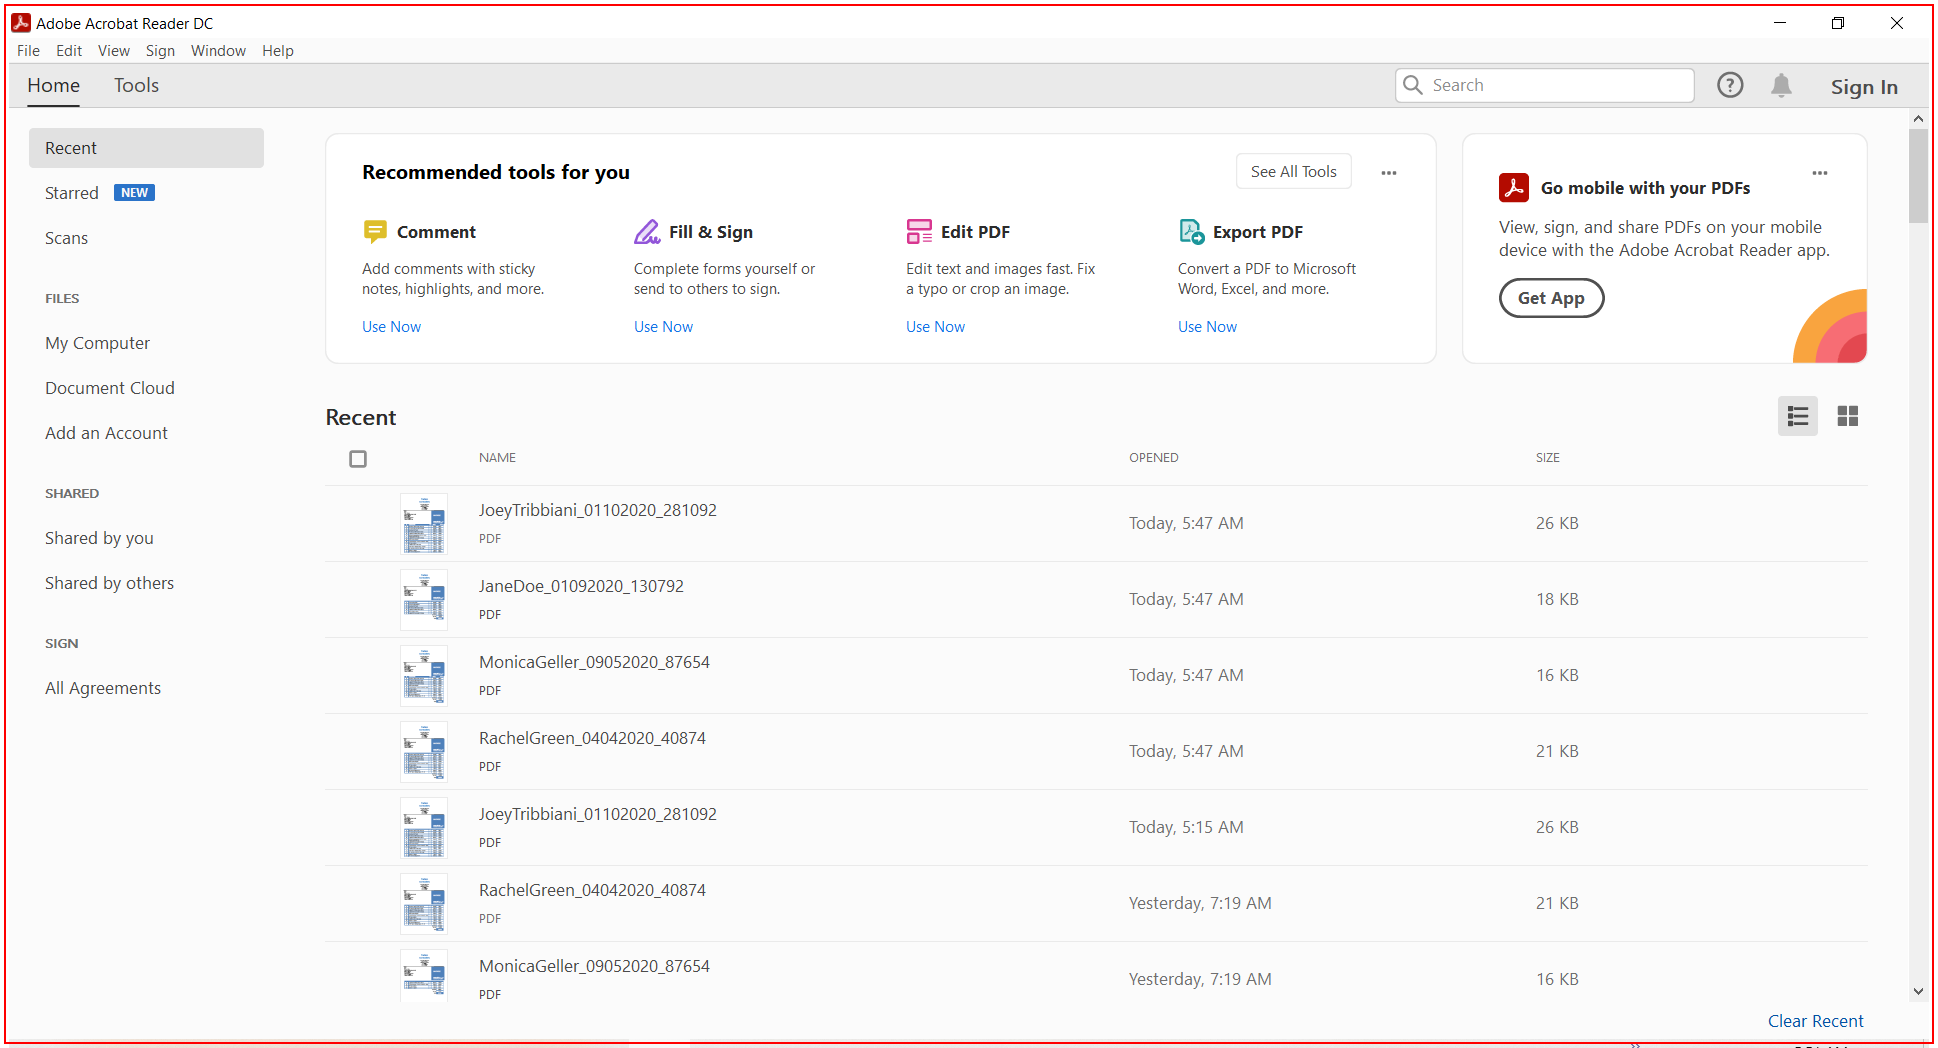 Adobe Acrobat Reader DC
File Edit View Sign Window Help
Home Tools Search Sign In
Recent
Starred NEW
Scans
FILES
My Computer
Document Cloud
Add an Account
SHARED
Shared by you
Shared by others
SIGN
All Agreements
Recommended tools for you
See All Tools
Comment
Add comments with sticky
notes, highlights, and more.
Use Now
Fill & Sign
Complete forms yourself or
send to others to sign.
Use Now
Edit PDF
Edit text and images fast. Fix
a typo or crop an image.
Use Now
Export PDF
Convert a PDF to Microsoft
Word, Excel, and more.
Use Now
Go mobile with your PDFs
View, sign, and share PDFs on your mobile
device with the Adobe Acrobat Reader app.
Get App
Recent
NAME OPENED SIZE
JoeyTribbiani_01102020_281092
PDF
Today, 5:47 AM 26 KB
JaneDoe_01092020_130792
PDF
Today, 5:47 AM 18 KB
MonicaGeller_09052020_87654
PDF
Today, 5:47 AM 16 KB
RachelGreen_04042020_40874
PDF
Today, 5:47 AM 21 KB
JoeyTribbiani_01102020_281092
PDF
Today, 5:15 AM 26 KB
RachelGreen_04042020_40874
PDF
Yesterday, 7:19 AM 21 KB
MonicaGeller_09052020_87654
PDF
Yesterday, 7:19 AM 16 KB
Clear Recent